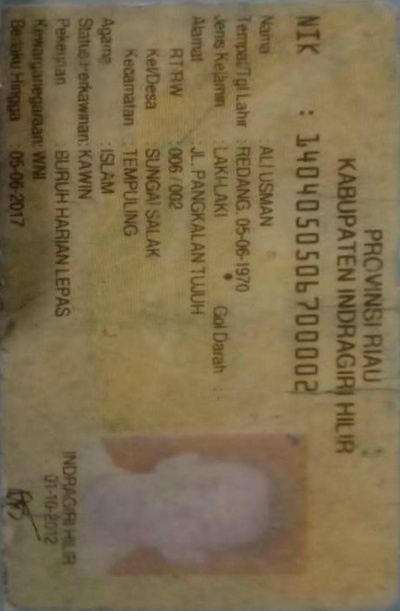 PROVINSI RIAU
KABUPATEN INDRAGIRI HILIR
NIK : 1404050506700002
Nama : ALI USMAN
Tempat/Tgl Lahir : REDANG, 05-06-1970
Jenis Kelamin : LAKI-LAKI Gol Darah : -
Alamat : JL. PANGKALAN TUJUH
RT/RW : 006 / 002
Kel/Desa : SUNGAI SALAK
Kecamatan : TEMPULING
Agama : ISLAM
Status Perkawinan: KAWIN
Pekerjaan : BURUH HARIAN LEPAS
Kewarganegaraan: WNI
Berlaku Hingga : 05-06-2017
INDRAGIRI HILIR
01-10-2012